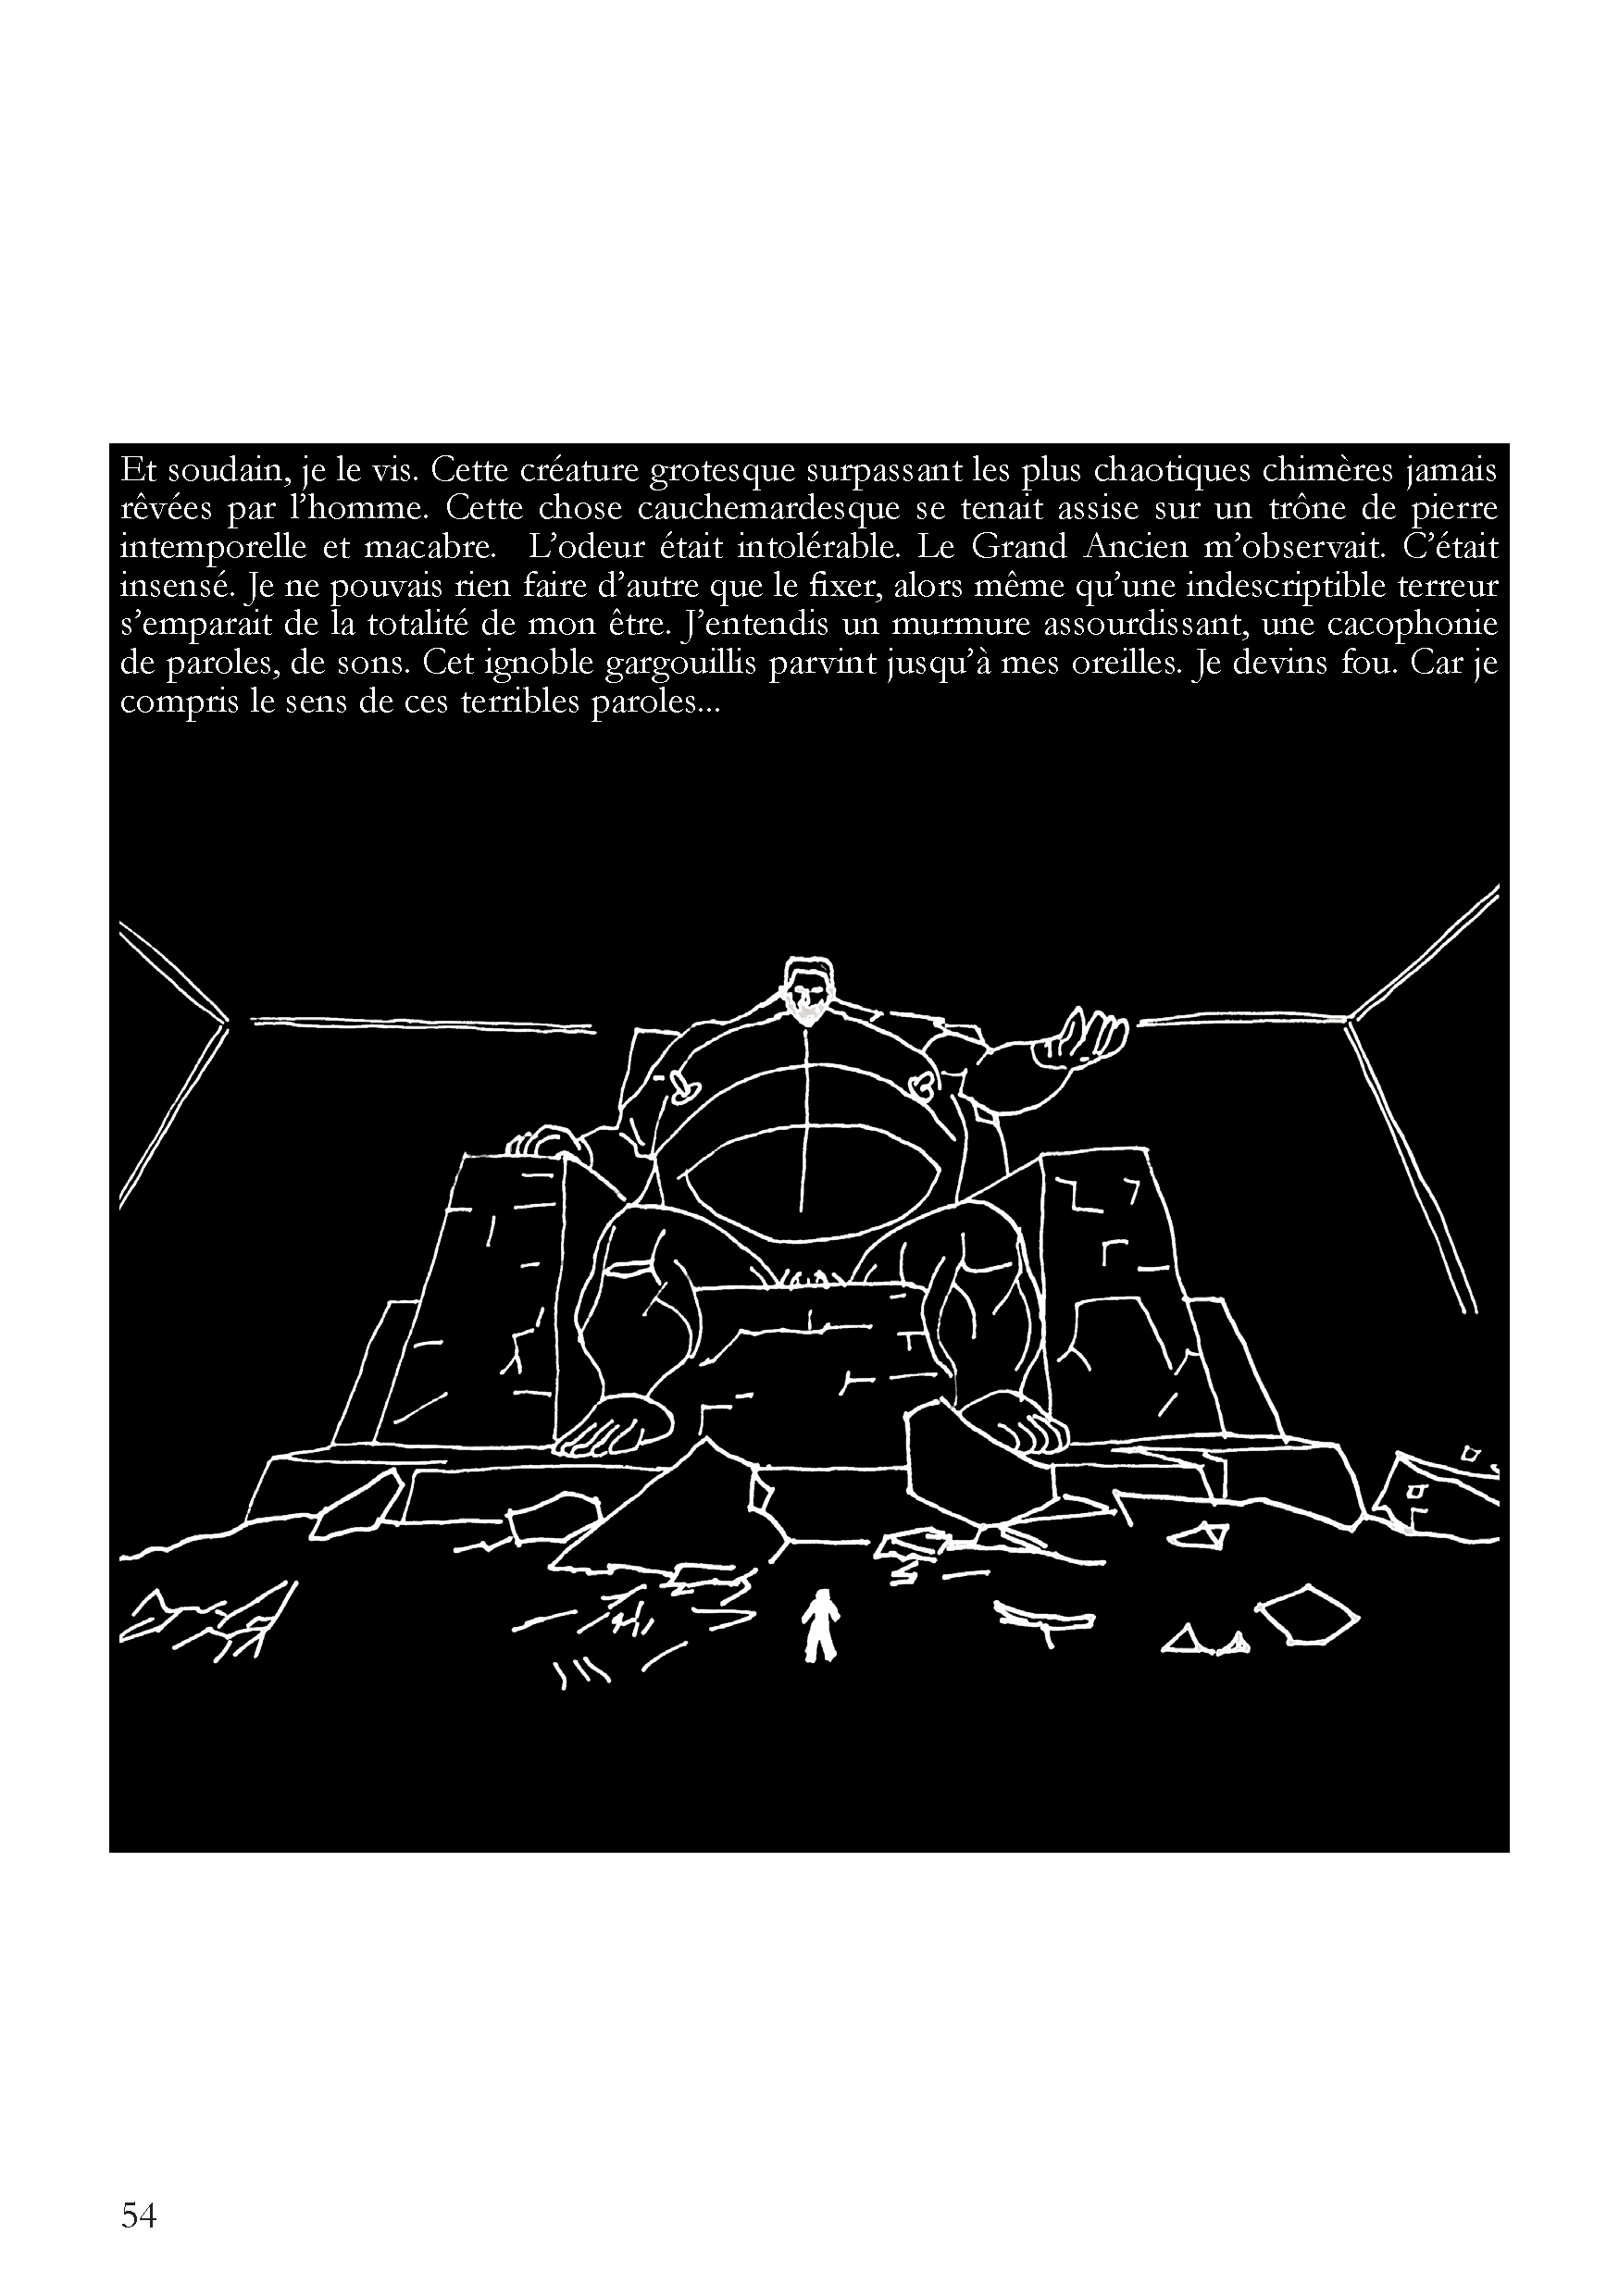 Et soudain, je le vis. Cette créature grotesque surpassant les plus chaotiques chimères jamais
rêvées par l’homme. Cette chose cauchemardesque se tenait assise sur un trône de pierre
intemporelle et macabre. L’odeur était intolérable. Le Grand Ancien m’observait. C’était
insensé. Je ne pouvais rien faire d’autre que le fixer, alors même qu’une indescriptible terreur
s’emparait de la totalité de mon être. J’entendis un murmure assourdissant, une cacophonie
de paroles, de sons. Cet ignoble gargouillis parvint jusqu’à mes oreilles. Je devins fou. Car je
compris le sens de ces terribles paroles...
54